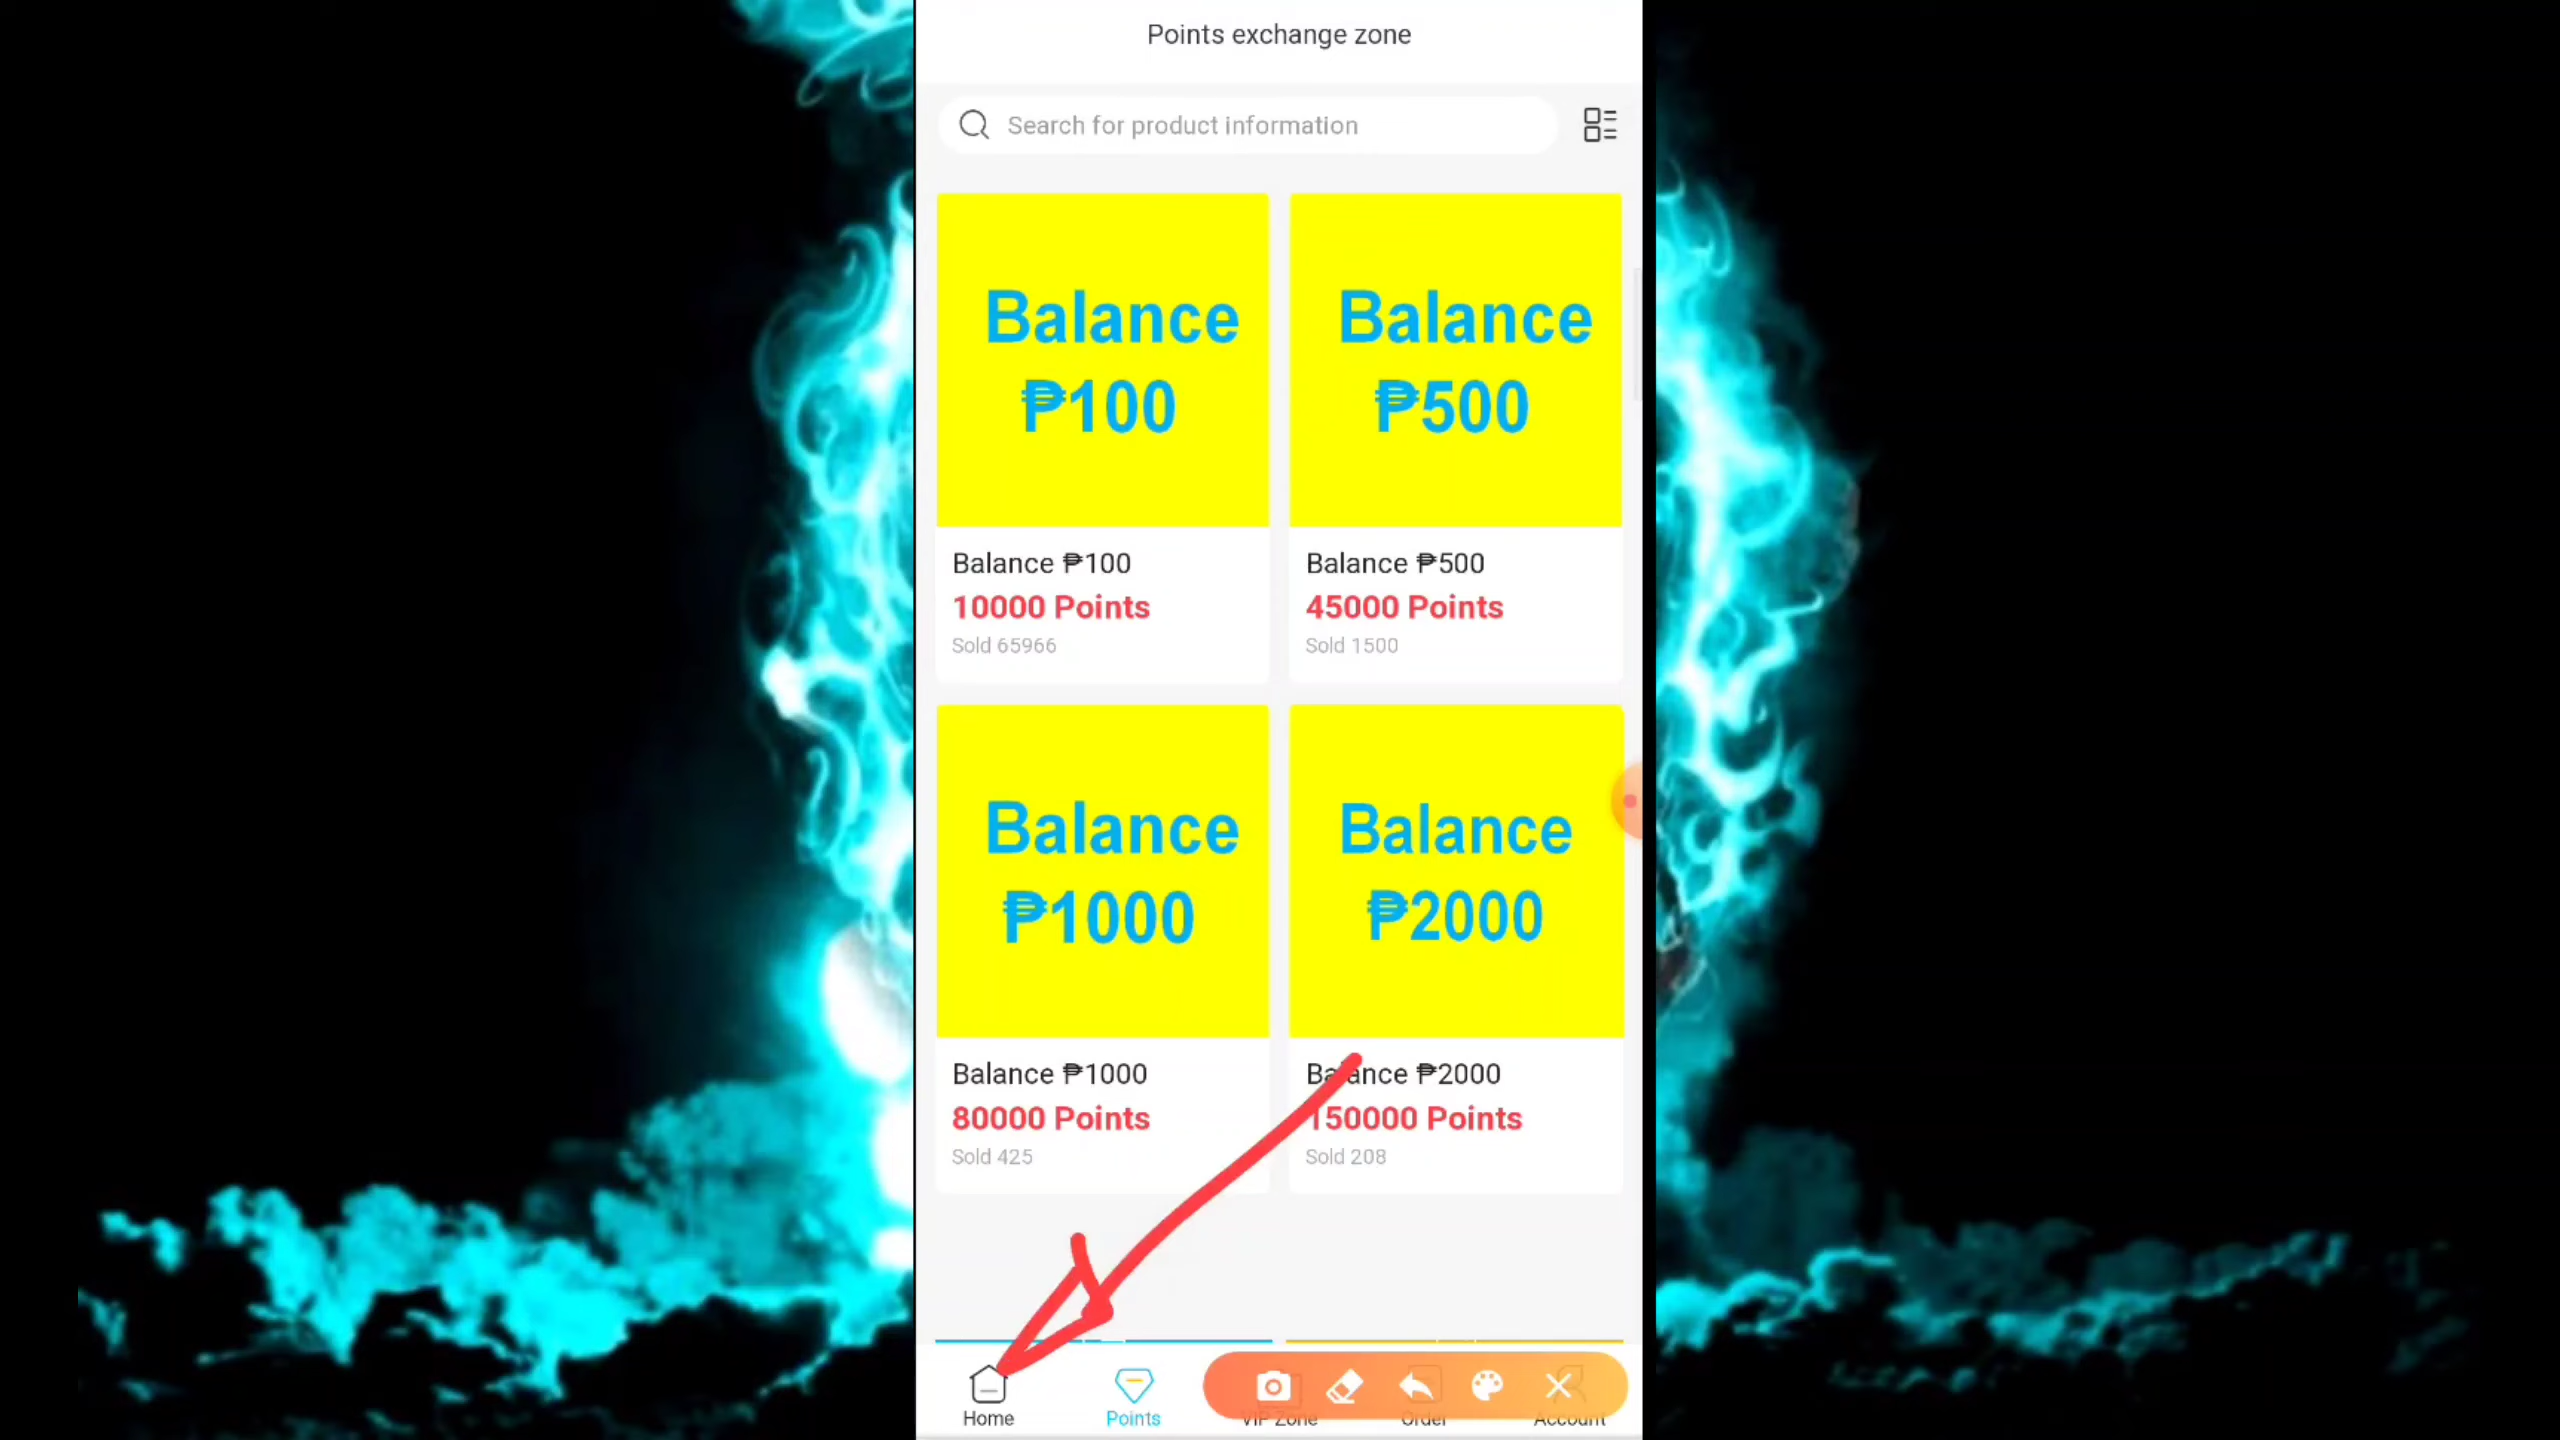 Points exchange zone
Search for product information
Balance
₱100
Balance
₱500
Balance ₱100
10000 Points
Sold 65966
Balance ₱500
45000 Points
Sold 1500
Balance
₱1000
Balance
₱2000
Balance ₱1000
80000 Points
Sold 425
Balance ₱2000
150000 Points
Sold 208
Home
Points
VIP Zone
Order
Account